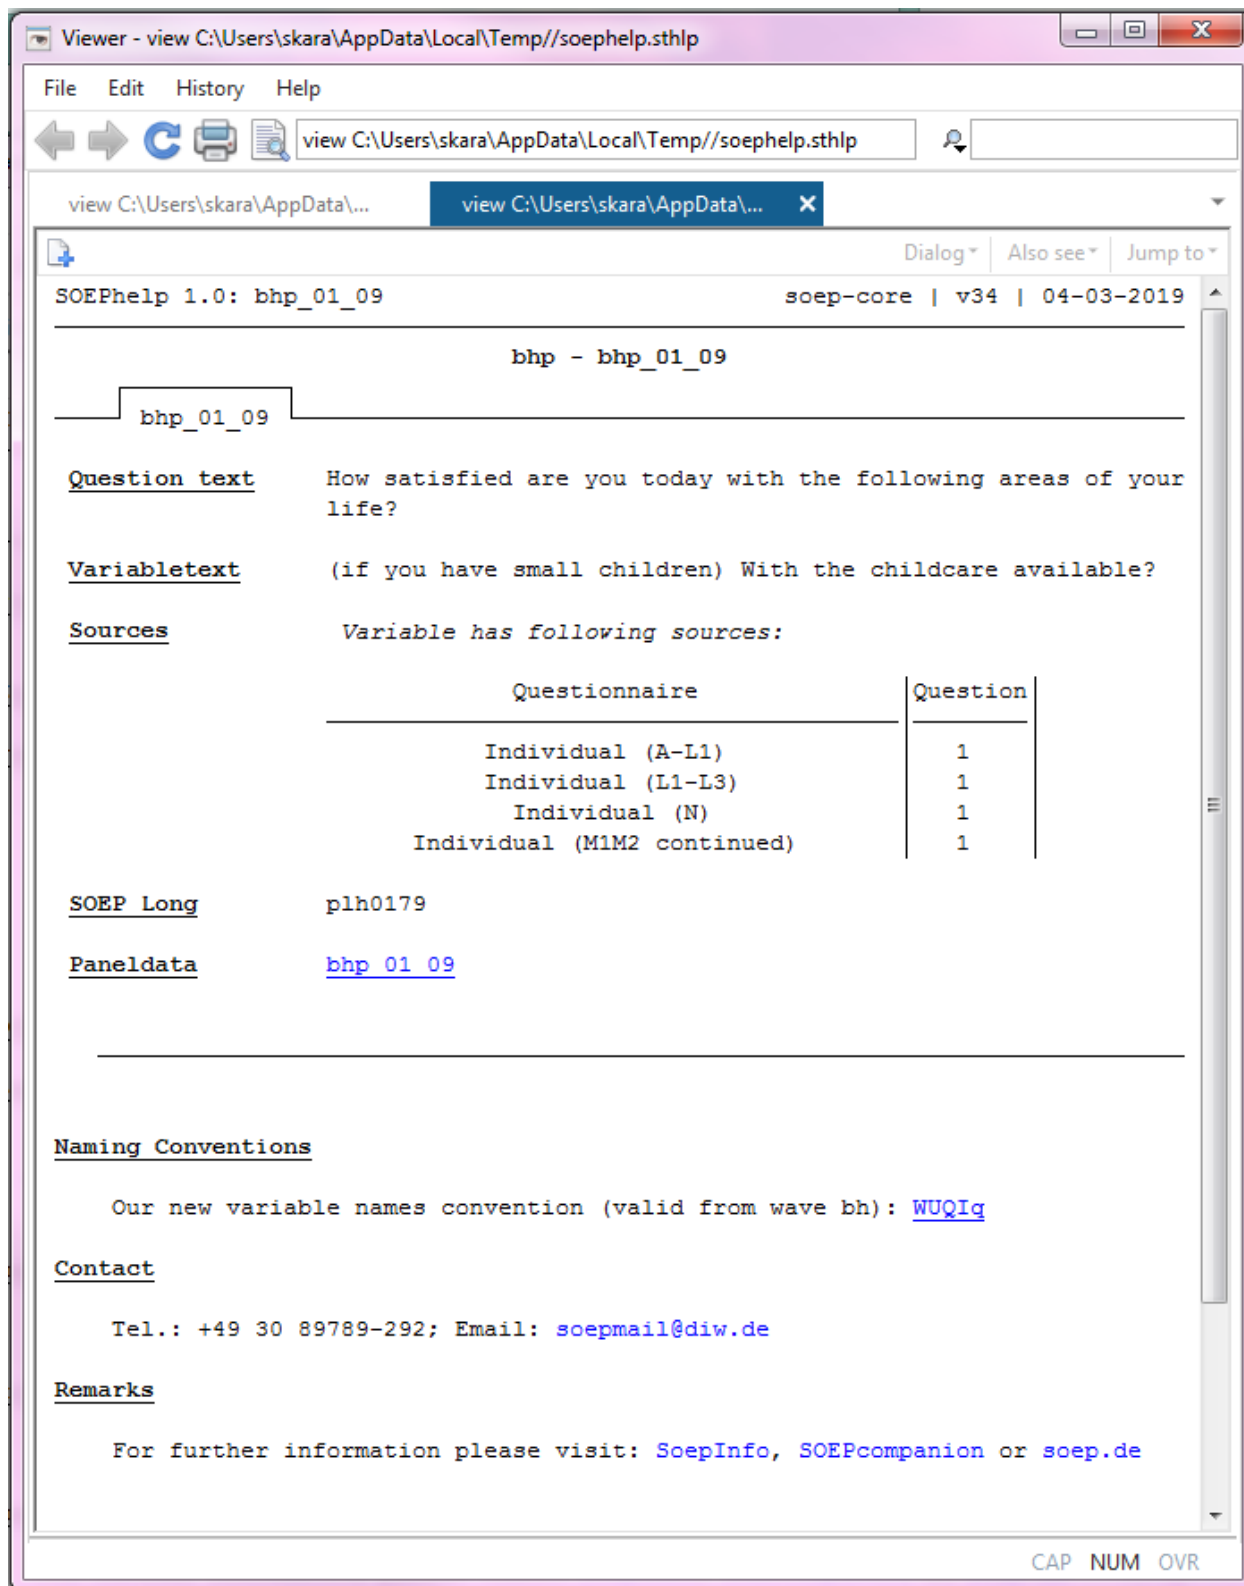 Viewer - view C:\Users\skara\AppData\Local\Temp//soephelp.sthlp
File Edit History Help
view C:\Users\skara\AppData\Local\Temp//soephelp.sthlp
view C:\Users\skara\AppData\... view C:\Users\skara\AppData\...
Dialog Also see Jump to
SOEPhelp 1.0: bhp_01_09 soep-core | v34 | 04-03-2019
bhp - bhp_01_09
bhp_01_09
Question text How satisfied are you today with the following areas of your
life?
Variabletext (if you have small children) With the childcare available?
Sources Variable has following sources:
Questionnaire Question
Individual (A-L1) 1
Individual (L1-L3) 1
Individual (N) 1
Individual (M1M2 continued) 1
SOEP Long plh0179
Paneldata bhp_01_09
Naming Conventions
Our new variable names convention (valid from wave bh): WUQIq
Contact
Tel.: +49 30 89789-292; Email: soepmail@diw.de
Remarks
For further information please visit: SoepInfo, SOEPcompanion or soep.de
CAP NUM OVR